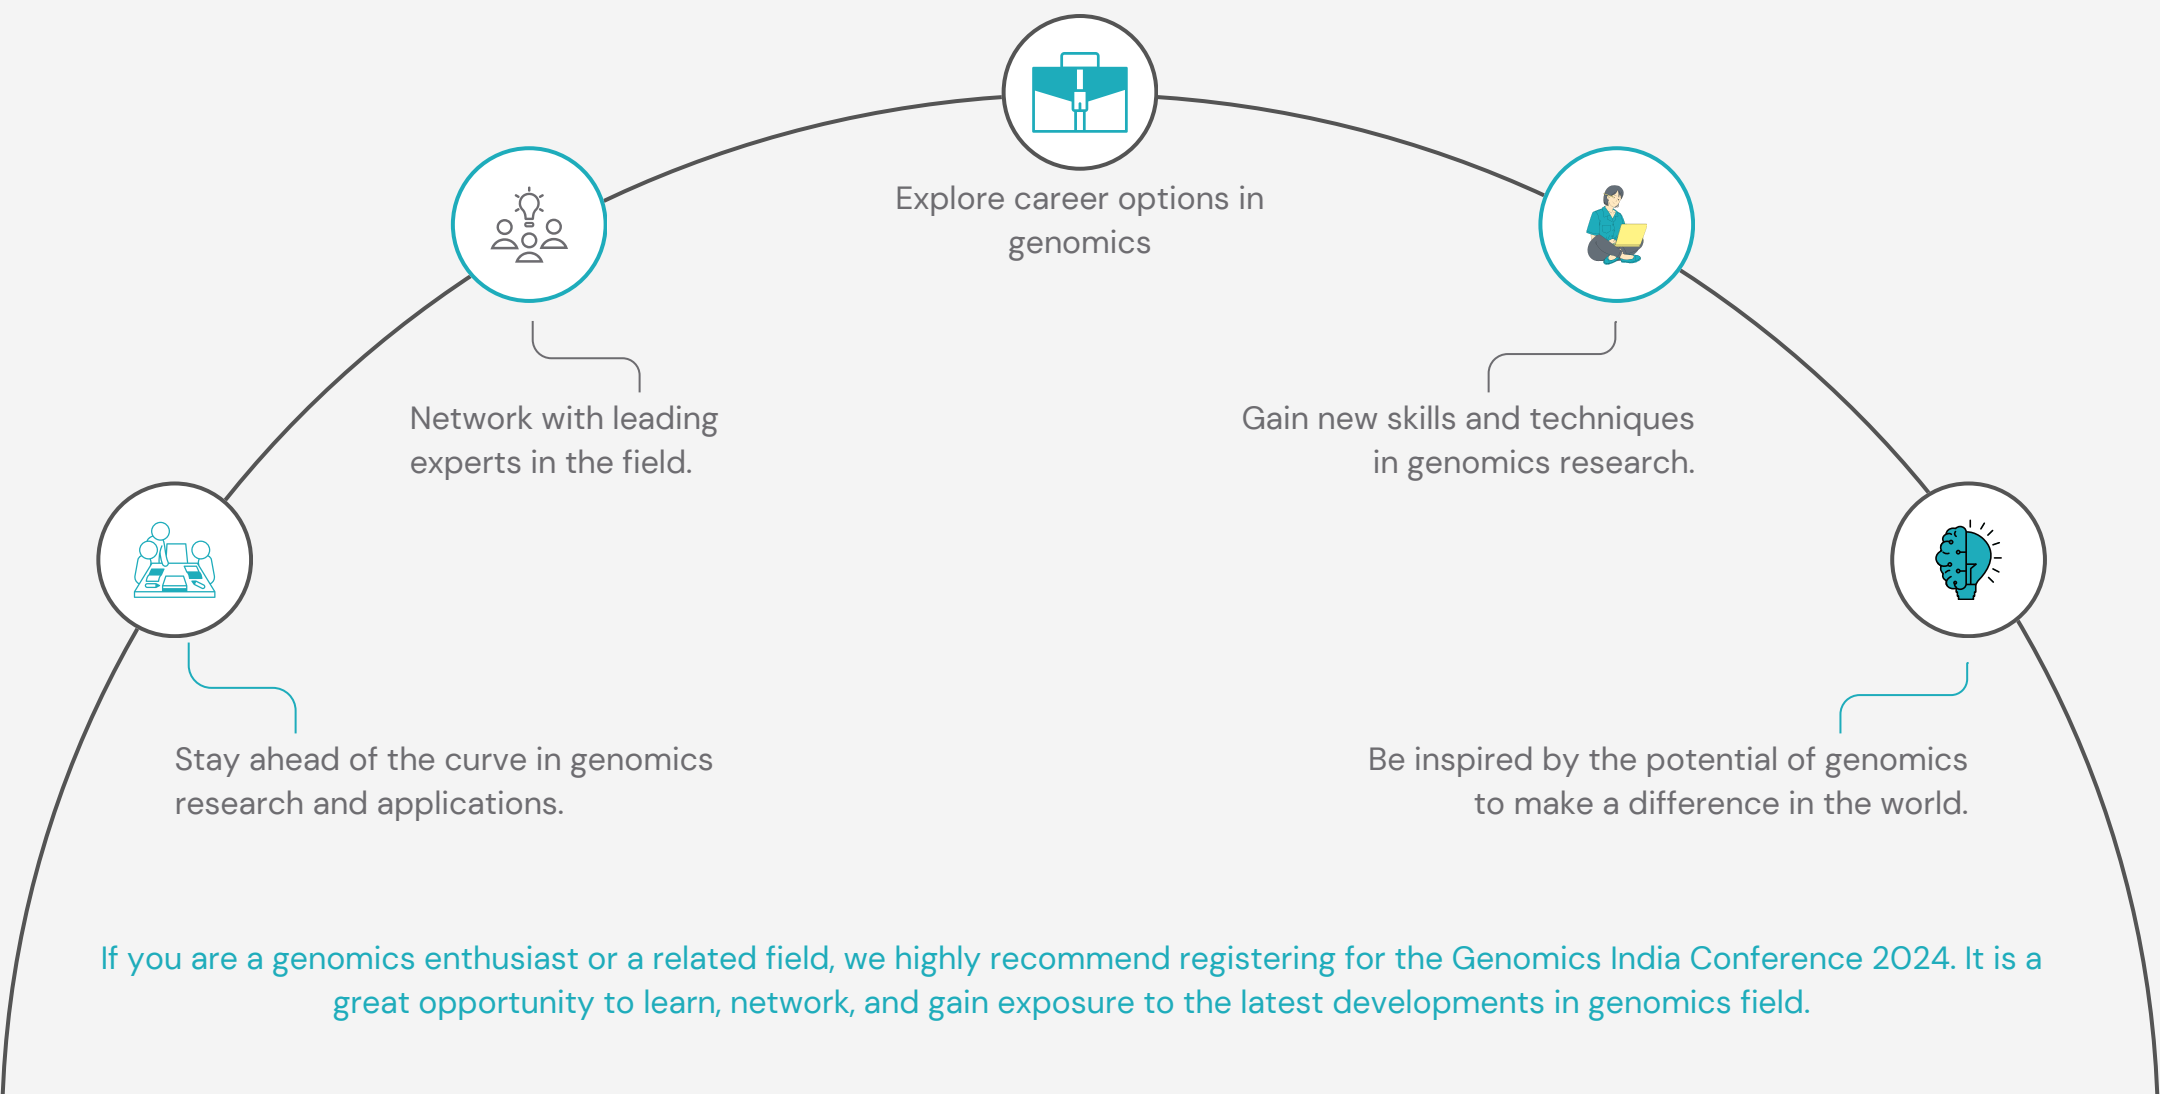 Explore career options in
genomics
Network with leading
experts in the field.
Gain new skills and techniques
in genomics research.
Stay ahead of the curve in genomics
research and applications.
Be inspired by the potential of genomics
to make a difference in the world.
If you are a genomics enthusiast or a related field, we highly recommend registering for the Genomics India Conference 2024. It is a
great opportunity to learn, network, and gain exposure to the latest developments in genomics field.